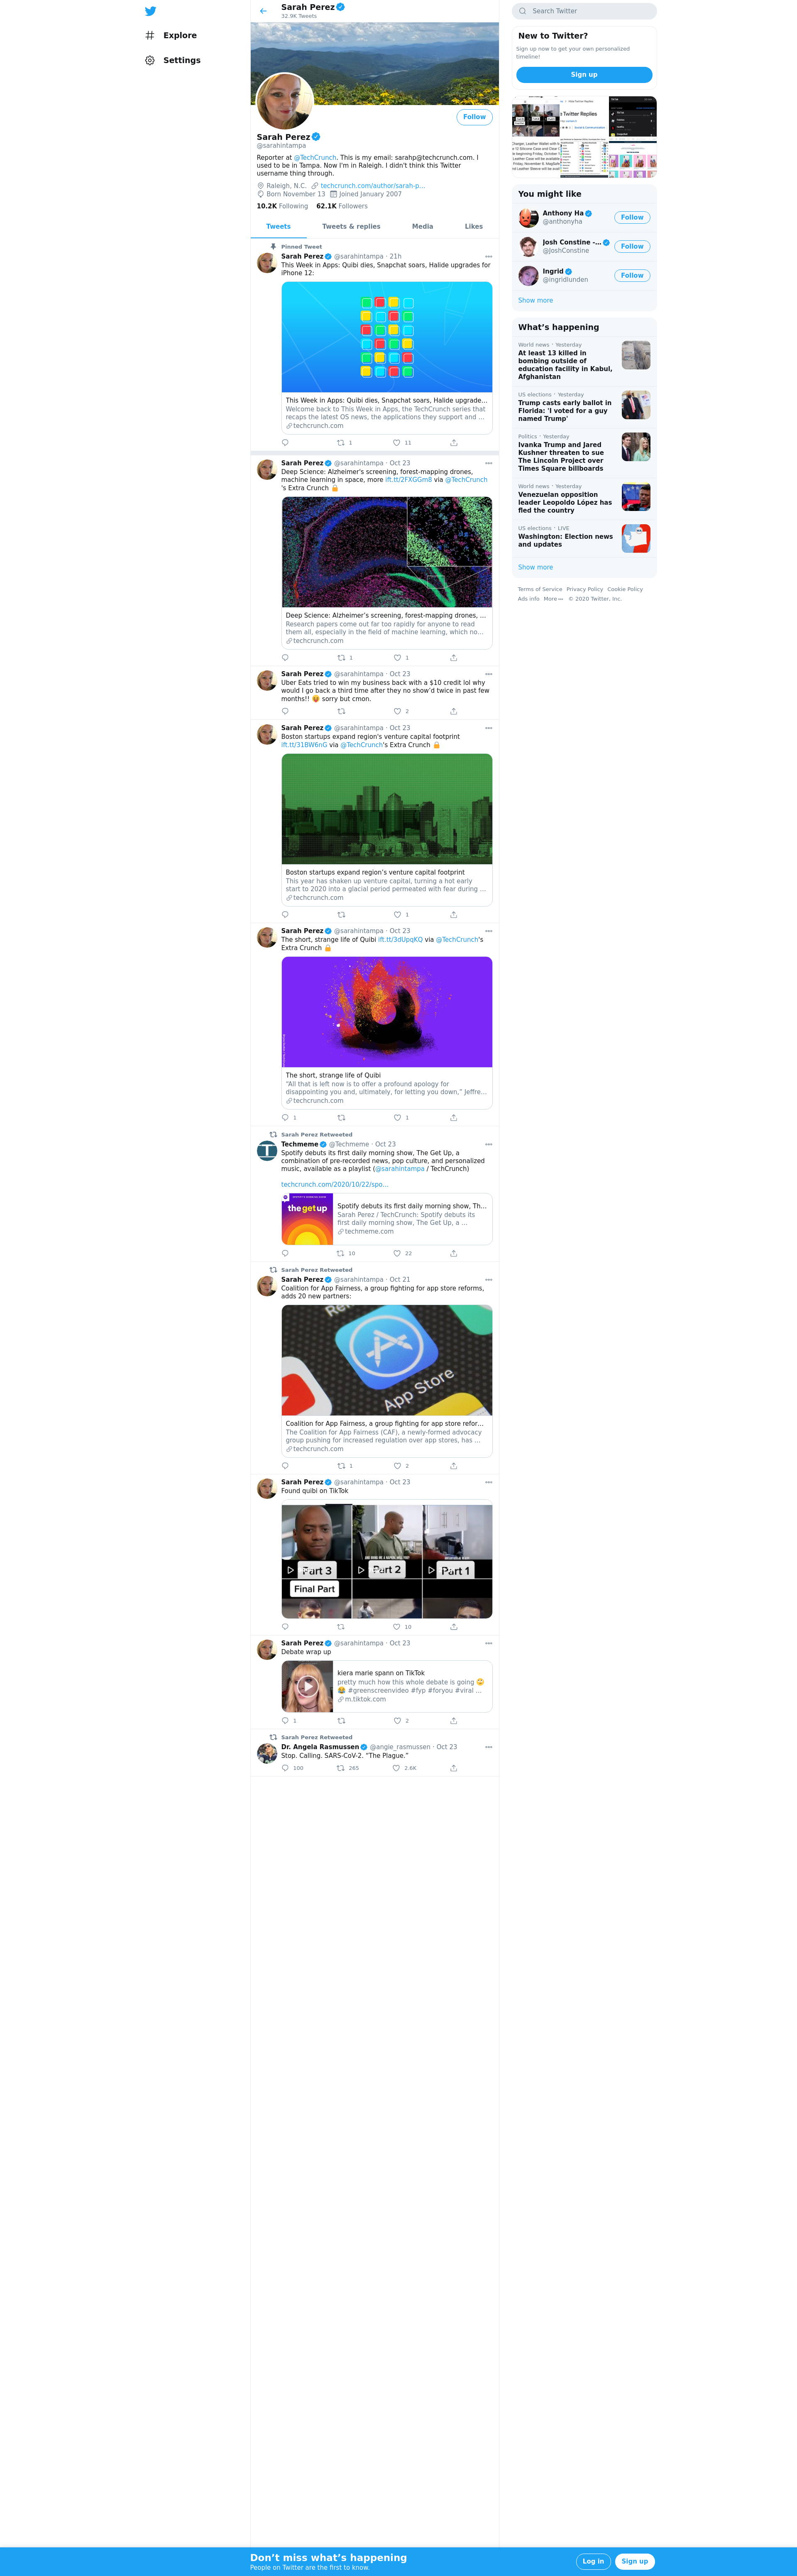 Explore
Settings
Sarah Perez
32.9K Tweets
Follow
Sarah Perez
@sarahintampa
Reporter at @TechCrunch. This is my email: sarahp@techcrunch.com. I
used to be in Tampa. Now I'm in Raleigh. I didn't think this Twitter
username thing through.
Raleigh, N.C. techcrunch.com/author/sarah-p…
Born November 13 Joined January 2007
10.2K Following 62.1K Followers
Tweets Tweets & replies Media Likes
Pinned Tweet
Sarah Perez @sarahintampa · 21h
This Week in Apps: Quibi dies, Snapchat soars, Halide upgrades for
iPhone 12:
This Week in Apps: Quibi dies, Snapchat soars, Halide upgrade…
Welcome back to This Week in Apps, the TechCrunch series that
recaps the latest OS news, the applications they support and …
techcrunch.com
1 11
Sarah Perez @sarahintampa · Oct 23
Deep Science: Alzheimer's screening, forest-mapping drones,
machine learning in space, more ift.tt/2FXGGm8 via @TechCrunch
's Extra Crunch 🔒
Deep Science: Alzheimer's screening, forest-mapping drones, …
Research papers come out far too rapidly for anyone to read
them all, especially in the field of machine learning, which no…
techcrunch.com
1 1
Sarah Perez @sarahintampa · Oct 23
Uber Eats tried to win my business back with a $10 credit lol why
would I go back a third time after they no show'd twice in past few
months!! 😡 sorry but cmon.
2
Sarah Perez @sarahintampa · Oct 23
Boston startups expand region's venture capital footprint
ift.tt/31BW6nG via @TechCrunch's Extra Crunch 🔒
Boston startups expand region's venture capital footprint
This year has shaken up venture capital, turning a hot early
start to 2020 into a glacial period permeated with fear during …
techcrunch.com
1
Sarah Perez @sarahintampa · Oct 23
The short, strange life of Quibi ift.tt/3dUpqKQ via @TechCrunch's
Extra Crunch 🔒
The short, strange life of Quibi
"All that is left now is to offer a profound apology for
disappointing you and, ultimately, for letting you down," Jeffre…
techcrunch.com
1 1
Sarah Perez Retweeted
Techmeme @Techmeme · Oct 23
Spotify debuts its first daily morning show, The Get Up, a
combination of pre-recorded news, pop culture, and personalized
music, available as a playlist (@sarahintampa / TechCrunch)
techcrunch.com/2020/10/22/spo…
the get up
Spotify debuts its first daily morning show, Th…
Sarah Perez / TechCrunch: Spotify debuts its
first daily morning show, The Get Up, a …
techmeme.com
10 22
Sarah Perez Retweeted
Sarah Perez @sarahintampa · Oct 21
Coalition for App Fairness, a group fighting for app store reforms,
adds 20 new partners:
App Store
Coalition for App Fairness, a group fighting for app store refor…
The Coalition for App Fairness (CAF), a newly-formed advocacy
group pushing for increased regulation over app stores, has …
techcrunch.com
1 2
Sarah Perez @sarahintampa · Oct 23
Found quibi on TikTok
Part 3 Part 2 Part 1
Final Part
10
Sarah Perez @sarahintampa · Oct 23
Debate wrap up
kiera marie spann on TikTok
pretty much how this whole debate is going 🙄
😂 #greenscreenvideo #fyp #foryou #viral …
m.tiktok.com
1 2
Sarah Perez Retweeted
Dr. Angela Rasmussen @angie_rasmussen · Oct 23
Stop. Calling. SARS-CoV-2. "The Plague."
100 265 2.6K
Search Twitter
New to Twitter?
Sign up now to get your own personalized
timeline!
Sign up
Twitter Replies
You might like
Anthony Ha
@anthonyha
Follow
Josh Constine -…
@JoshConstine
Follow
Ingrid
@ingridlunden
Follow
Show more
What's happening
World news · Yesterday
At least 13 killed in
bombing outside of
education facility in Kabul,
Afghanistan
US elections · Yesterday
Trump casts early ballot in
Florida: 'I voted for a guy
named Trump'
Politics · Yesterday
Ivanka Trump and Jared
Kushner threaten to sue
The Lincoln Project over
Times Square billboards
World news · Yesterday
Venezuelan opposition
leader Leopoldo López has
fled the country
US elections · LIVE
Washington: Election news
and updates
Show more
Terms of Service Privacy Policy Cookie Policy
Ads info More ··· © 2020 Twitter, Inc.
Don't miss what's happening
People on Twitter are the first to know.
Log in Sign up